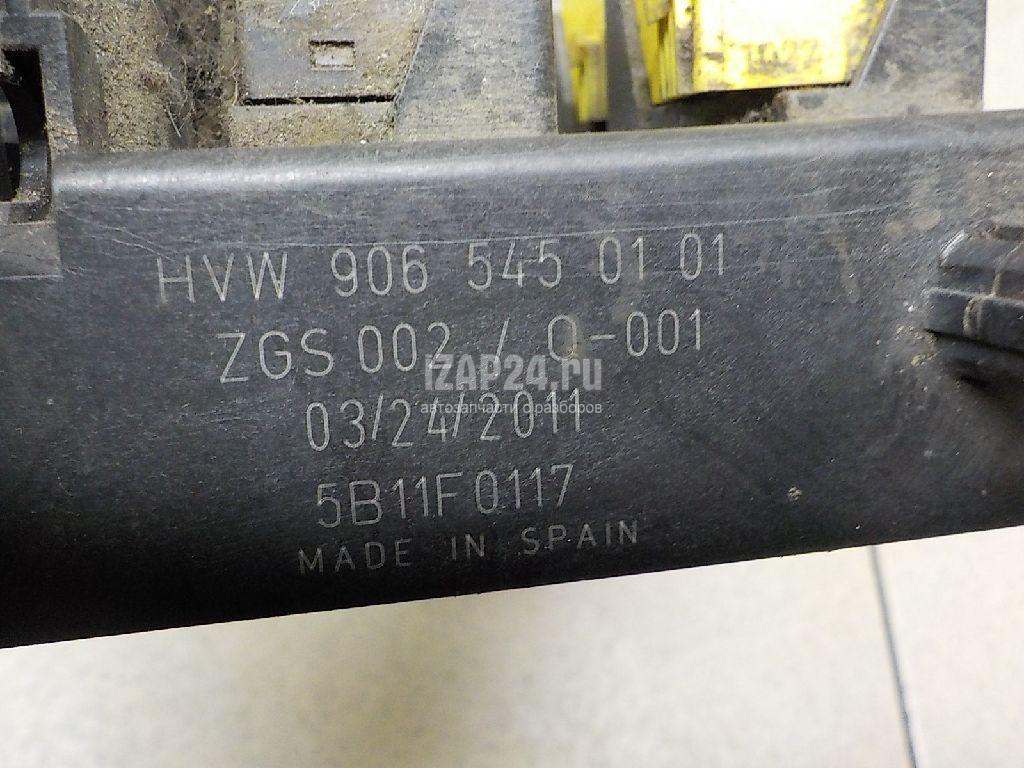 1022
HVW 906 545 01 01
ZGS 002 / Q-001
iZAP24.ru
автозапчасти с разборов
03/24/2011
5B11F0117
MADE IN SPAIN